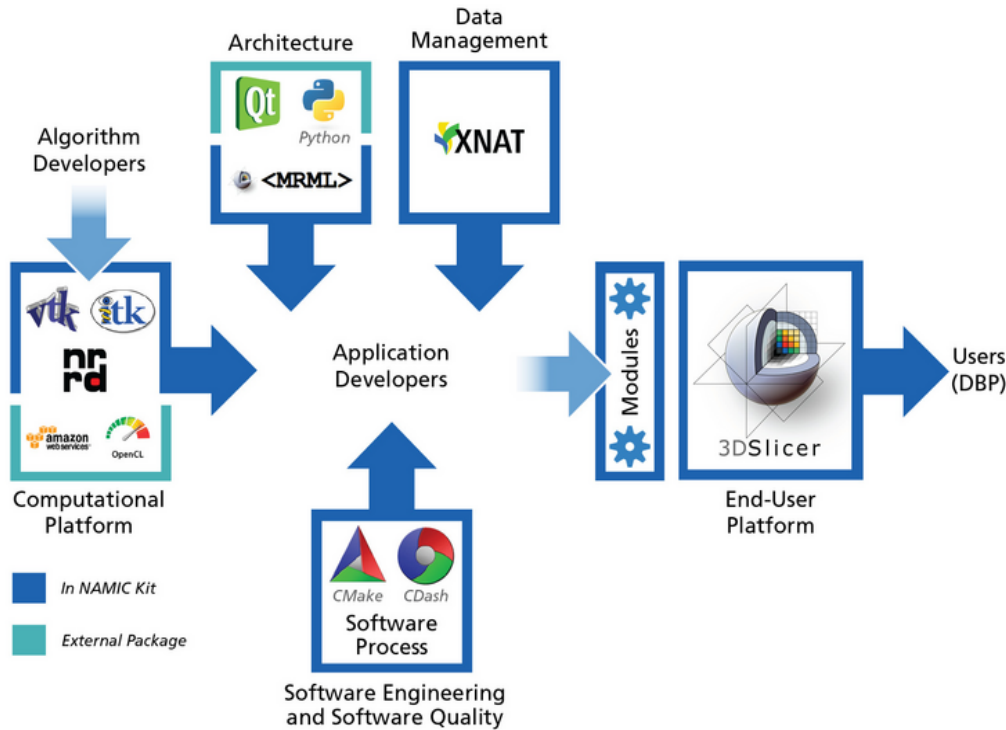 Architecture
Qt
Python
<MRML>
Data
Management
XNAT
Algorithm
Developers
vtk
itk
nrrd
amazon
webservices
OpenCL
Computational
Platform
Application
Developers
Modules
3DSlicer
End-User
Platform
Users
(DBP)
CMake
CDash
Software
Process
Software Engineering
and Software Quality
In NAMIC Kit
External Package